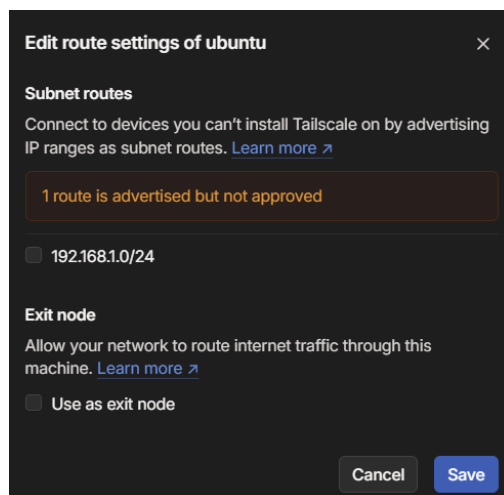 Edit route settings of ubuntu
Subnet routes
Connect to devices you can’t install Tailscale on by advertising
IP ranges as subnet routes. Learn more ↗
1 route is advertised but not approved
192.168.1.0/24
Exit node
Allow your network to route internet traffic through this
machine. Learn more ↗
Use as exit node
Cancel Save